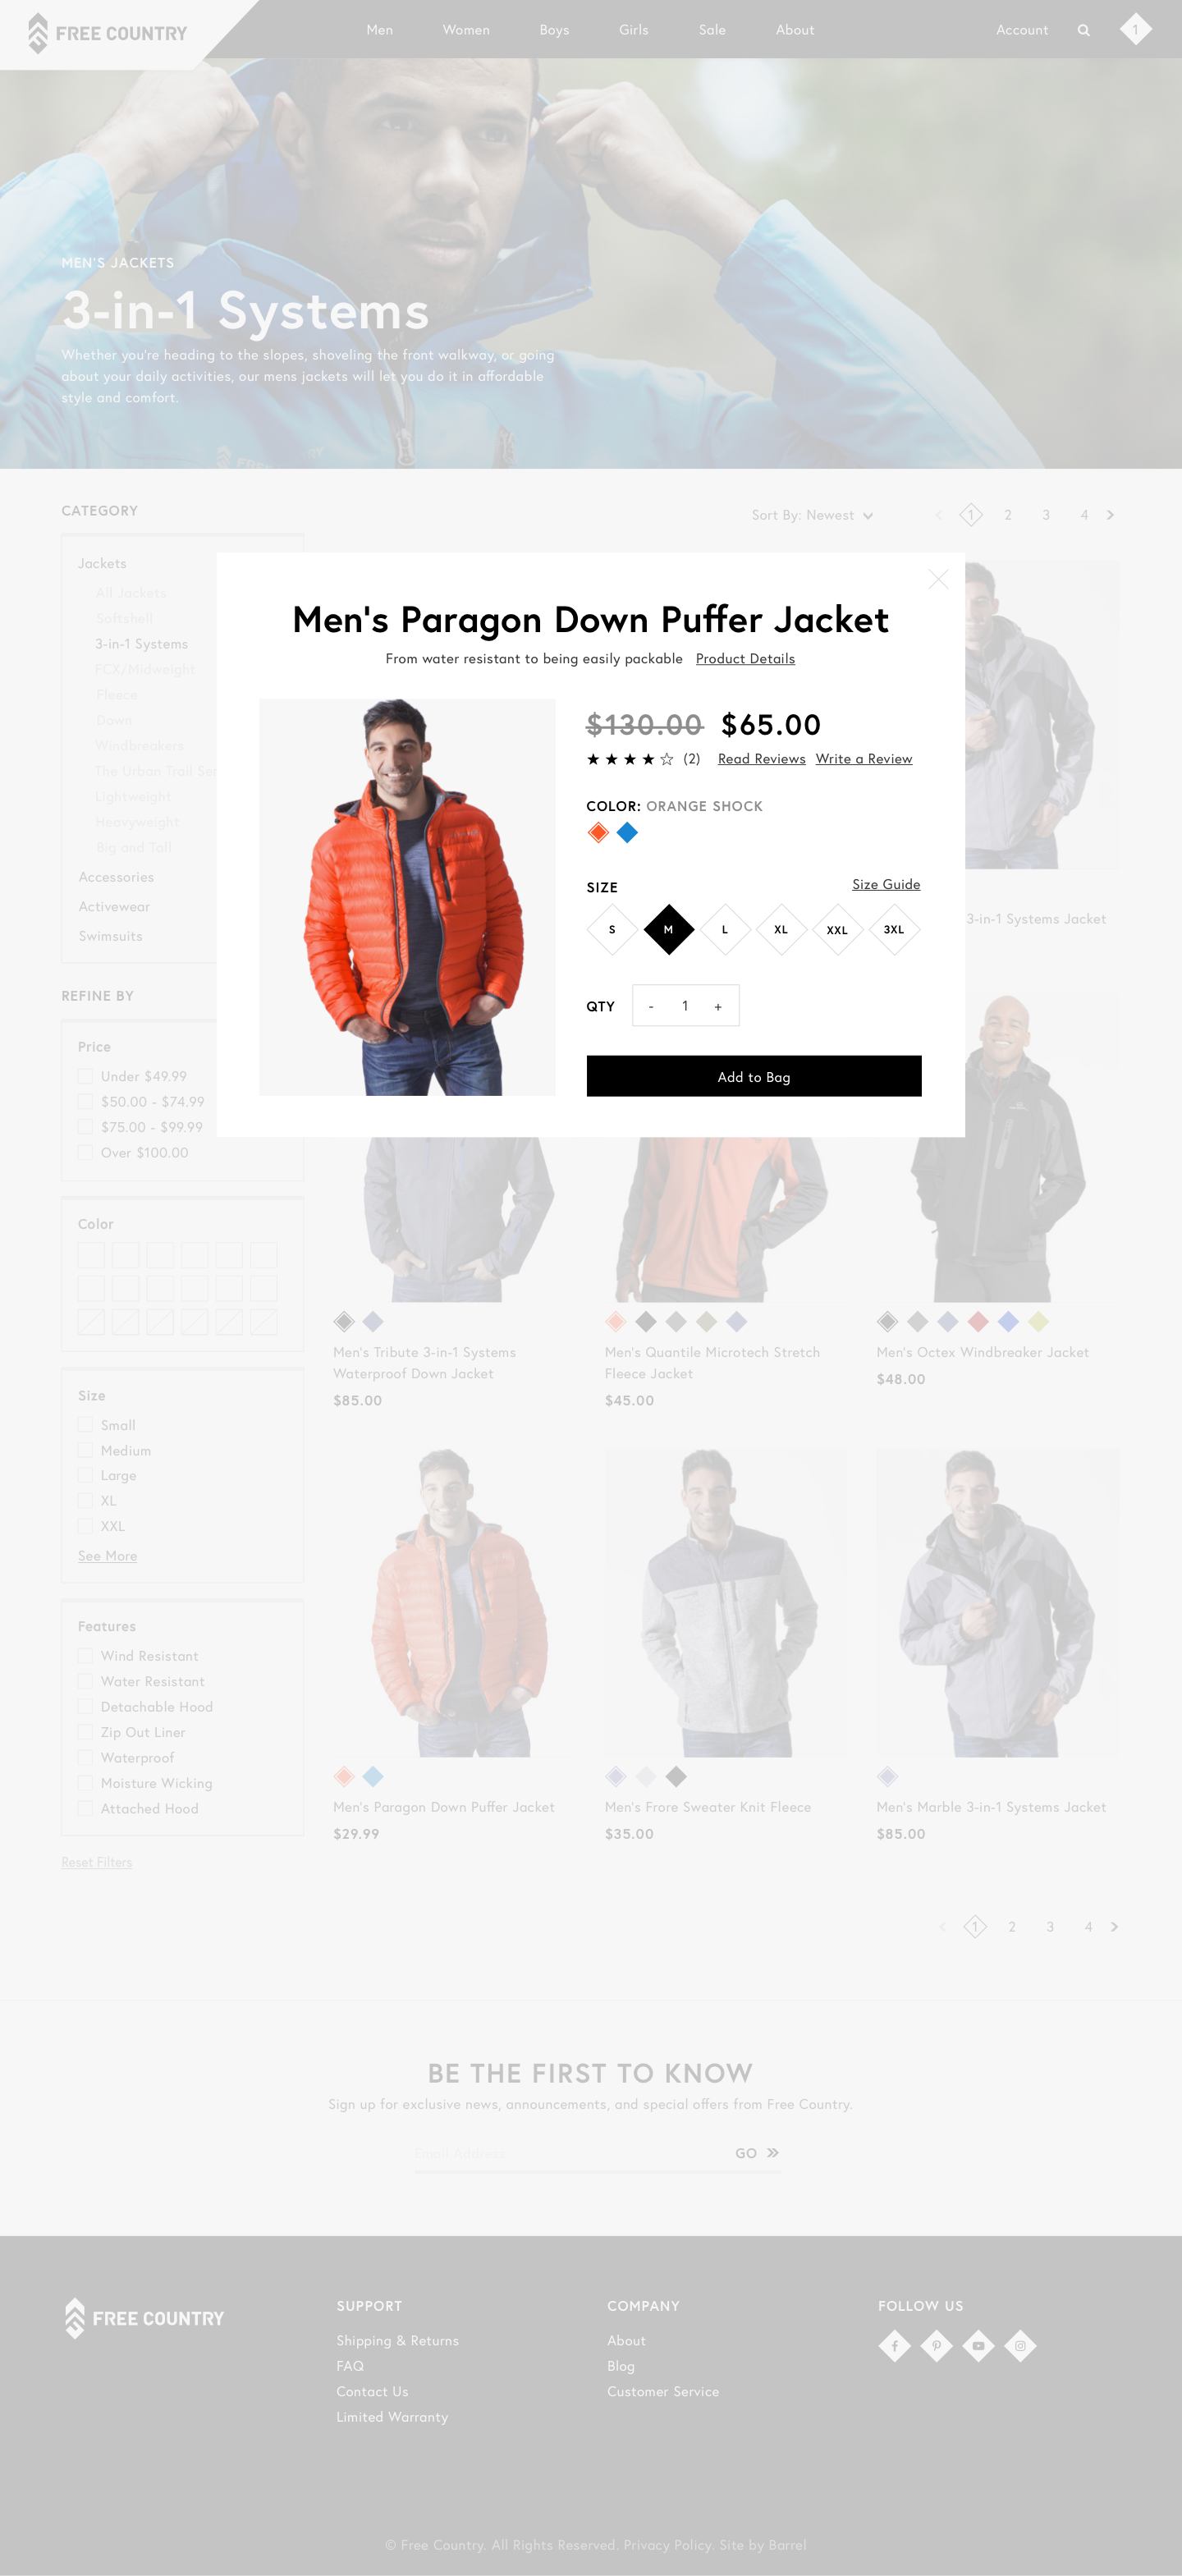 FREE COUNTRY
Men Women Boys Girls Sale About Account 1
MEN'S JACKETS
3-in-1 Systems
Whether you're heading to the slopes, shoveling the front walkway, or going
about your daily activities, our mens jackets will let you do it in affordable
style and comfort.
CATEGORY
Sort By: Newest 1 2 3 4
Jackets
All Jackets
Softshell
3-in-1 Systems
FCX/Midweight
Fleece
Down
Windbreakers
The Urban Trail
Lightweight
Heavyweight
Big and Tall
Accessories
Activewear
Swimsuits
REFINE BY
Price
Under $49.99
$50.00 - $74.99
$75.00 - $99.99
Over $100.00
Color
Size
Small
Medium
Large
XL
XXL
See More
Features
Wind Resistant
Water Resistant
Detachable Hood
Zip Out Liner
Waterproof
Moisture Wicking
Attached Hood
Reset Filters
Men's Paragon Down Puffer Jacket
From water resistant to being easily packable Product Details
$130.00 $65.00
(2) Read Reviews Write a Review
COLOR: ORANGE SHOCK
SIZE Size Guide
S M L XL XXL 3XL
QTY - 1 +
Add to Bag
3-in-1 Systems Jacket
Men's Tribute 3-in-1 Systems
Waterproof Down Jacket
$85.00
Men's Quantile Microtech Stretch
Fleece Jacket
$45.00
Men's Octex Windbreaker Jacket
$48.00
Men's Paragon Down Puffer Jacket
$29.99
Men's Frore Sweater Knit Fleece
$35.00
Men's Marble 3-in-1 Systems Jacket
$85.00
1 2 3 4
BE THE FIRST TO KNOW
Sign up for exclusive news, announcements, and special offers from Free Country.
GO
FREE COUNTRY
SUPPORT
Shipping & Returns
FAQ
Contact Us
Limited Warranty
COMPANY
About
Blog
Customer Service
FOLLOW US
© Free Country. All Rights Reserved. Privacy Policy. Site by Barrel